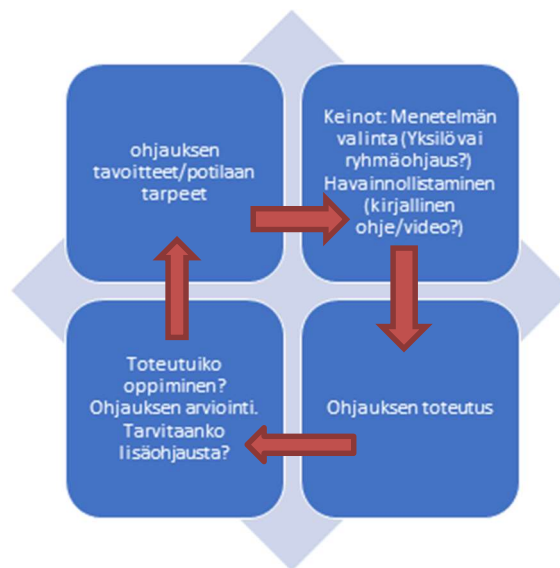 ohjauksen
tavoitteet/potilaan
tarpeet
Keinot: Menetelmän
valinta (Yksilö vai
ryhmäohjaus?)
Havainnollistaminen
(kirjallinen
ohje/video?)
Toteutuiko
oppiminen?
Ohjauksen arviointi.
Tarvitaanko
lisäohjausta?
Ohjauksen toteutus